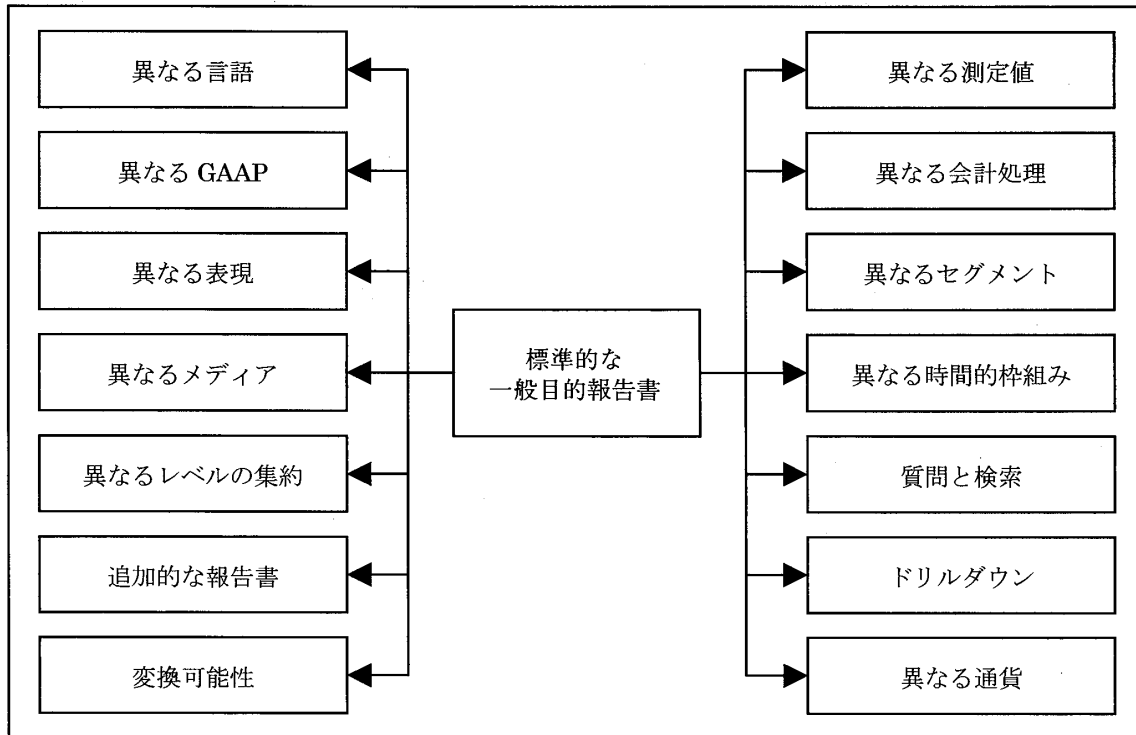 異なる言語
異なる GAAP
異なる表現
異なるメディア
異なるレベルの集約
追加的な報告書
変換可能性
標準的な
一般目的報告書
異なる測定値
異なる会計処理
異なるセグメント
異なる時間的枠組み
質問と検索
ドリルダウン
異なる通貨